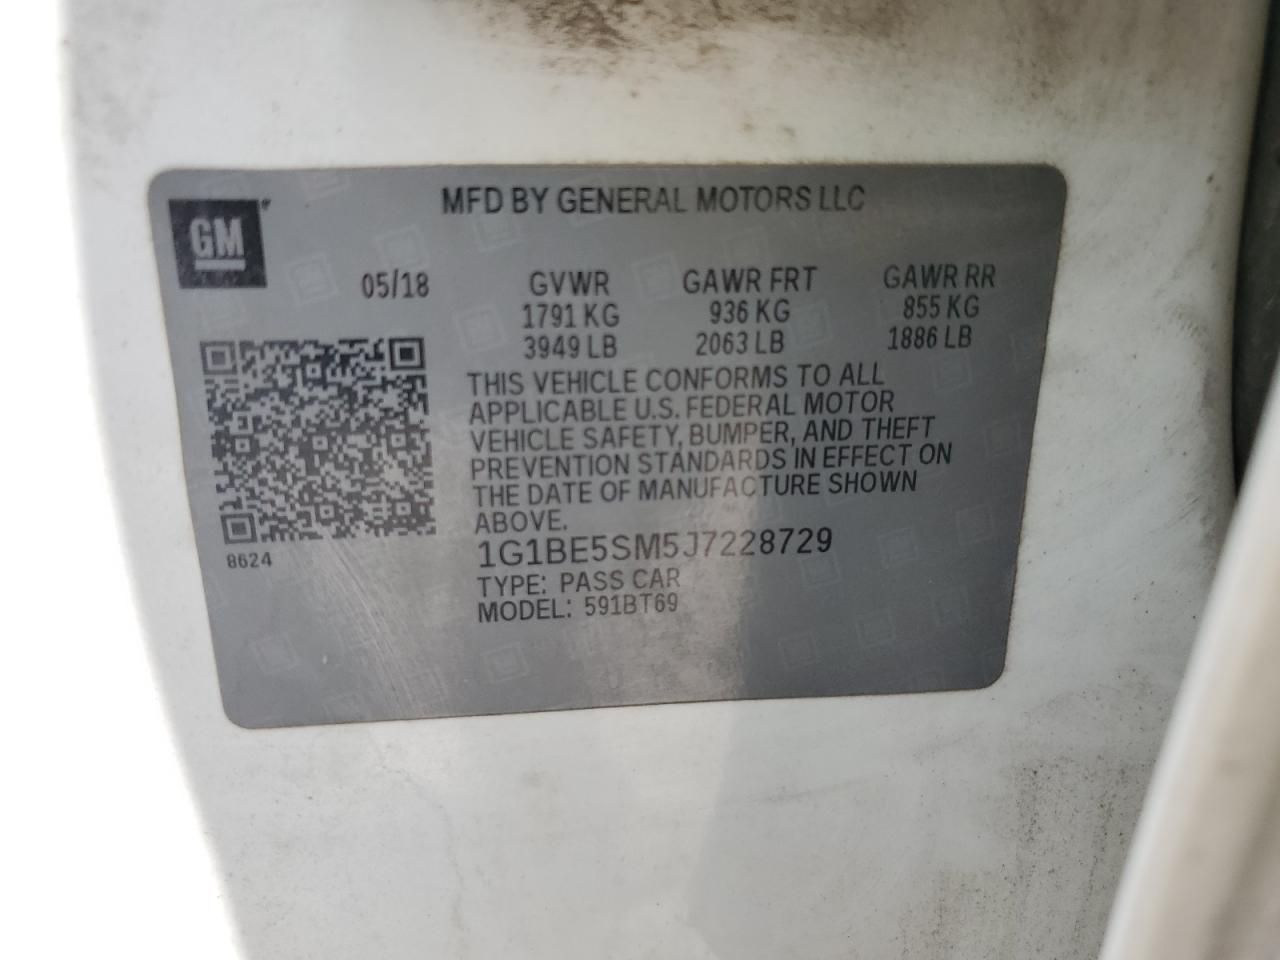 MFD BY GENERAL MOTORS LLC
GM
05/18 GVWR GAWR FRT GAWR RR
1791 KG 936 KG 855 KG
3949 LB 2063 LB 1886 LB
THIS VEHICLE CONFORMS TO ALL
APPLICABLE U.S. FEDERAL MOTOR
VEHICLE SAFETY, BUMPER, AND THEFT
PREVENTION STANDARDS IN EFFECT ON
THE DATE OF MANUFACTURE SHOWN
ABOVE.
8624
1G1BE5SM5J7228729
TYPE: PASS CAR
MODEL: 591BT69